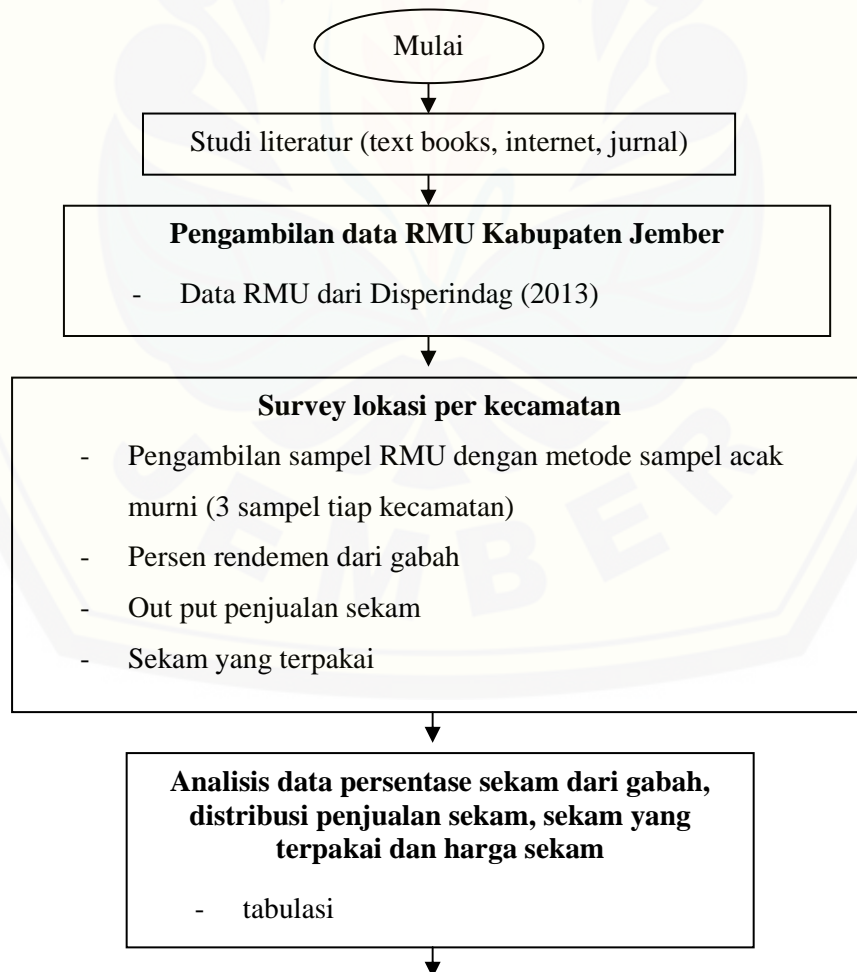 Mulai
Studi literatur (text books, internet, jurnal)
Pengambilan data RMU Kabupaten Jember
- Data RMU dari Disperindag (2013)
Survey lokasi per kecamatan
- Pengambilan sampel RMU dengan metode sampel acak
murni (3 sampel tiap kecamatan)
- Persen rendemen dari gabah
- Out put penjualan sekam
- Sekam yang terpakai
Analisis data persentase sekam dari gabah,
distribusi penjualan sekam, sekam yang
terpakai dan harga sekam
- tabulasi
JEMBER